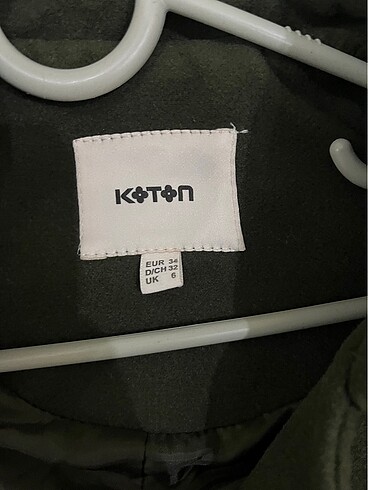 KOTON
EUR 34
D/CH 32
UK 6